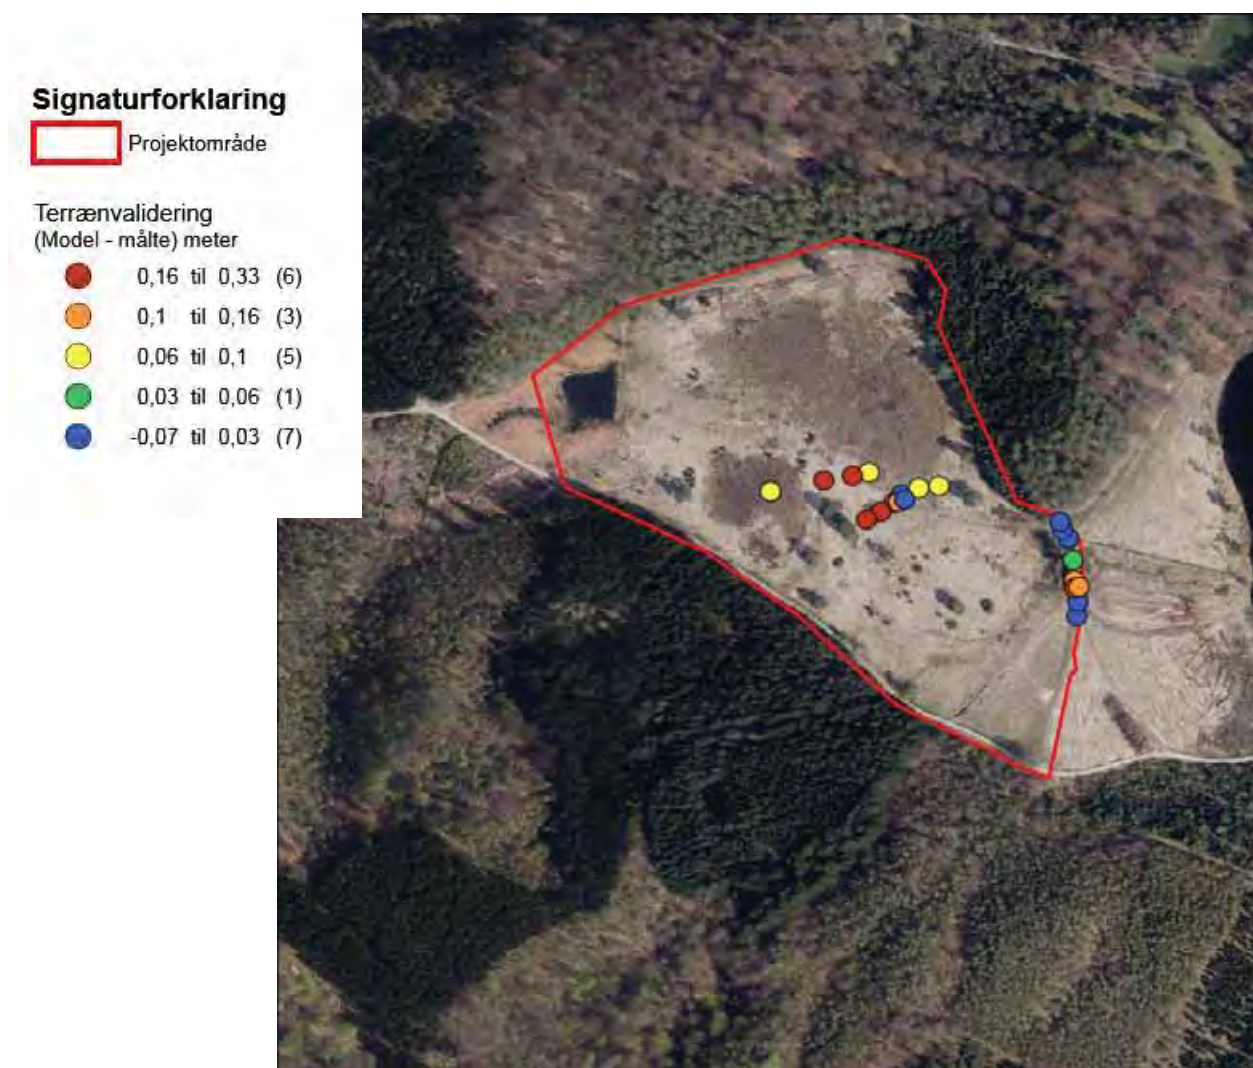 Signaturforklaring
Projektområde
Terrænvalidering
(Model - målte) meter
0,16 til 0,33 (6)
0,1 til 0,16 (3)
0,06 til 0,1 (5)
0,03 til 0,06 (1)
-0,07 til 0,03 (7)